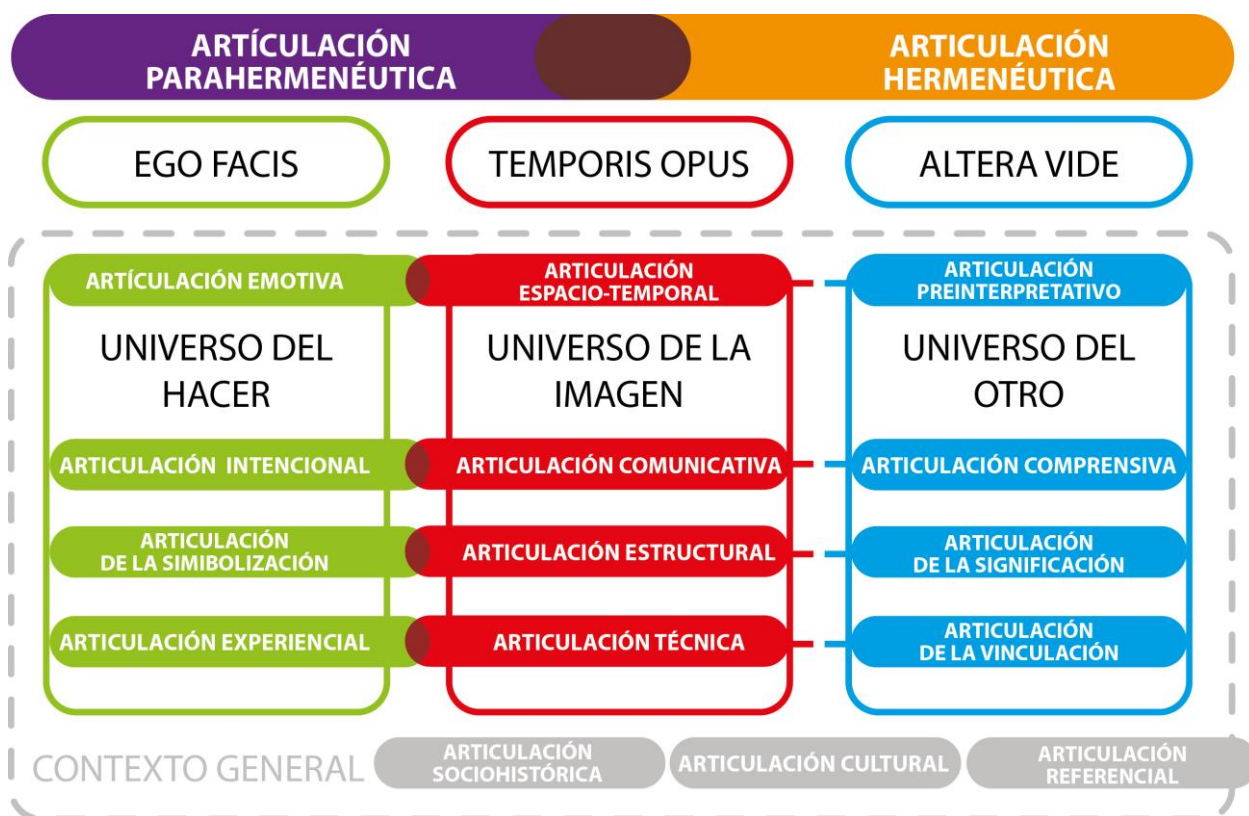 ARTÍCULACIÓN
PARAHERMENÉUTICA
ARTICULACIÓN
HERMENÉUTICA
EGO FACIS
TEMPORIS OPUS
ALTERA VIDE
ARTÍCULACIÓN EMOTIVA
ARTICULACIÓN
ESPACIO-TEMPORAL
ARTICULACIÓN
PREINTERPRETATIVO
UNIVERSO DEL
HACER
UNIVERSO DE LA
IMAGEN
UNIVERSO DEL
OTRO
ARTICULACIÓN INTENCIONAL
ARTICULACIÓN COMUNICATIVA
ARTICULACIÓN COMPRENSIVA
ARTICULACIÓN
DE LA SIMIBOLIZACIÓN
ARTICULACIÓN ESTRUCTURAL
ARTICULACIÓN
DE LA SIGNIFICACIÓN
ARTICULACIÓN EXPERIENCIAL
ARTICULACIÓN TÉCNICA
ARTICULACIÓN
DE LA VINCULACIÓN
CONTEXTO GENERAL
ARTICULACIÓN
SOCIOHISTÓRICA
ARTICULACIÓN CULTURAL
ARTICULACIÓN
REFERENCIAL